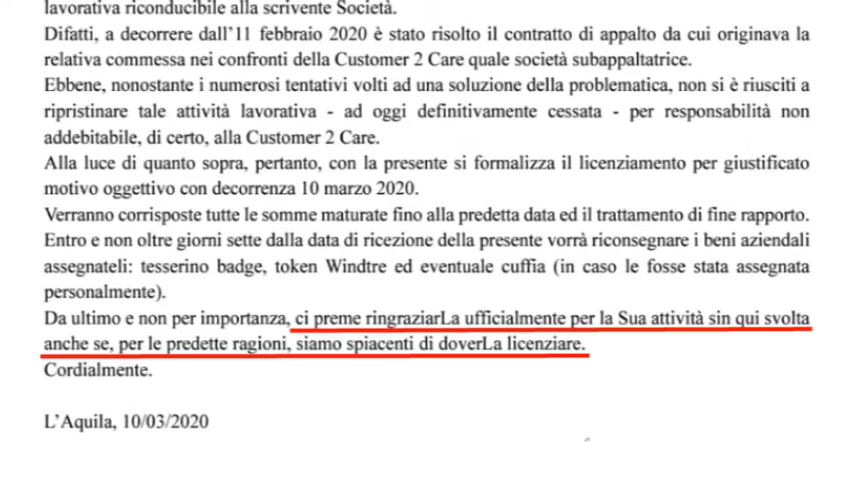 lavorativa riconducibile alla scrivente Società.
Difatti, a decorrere dall'11 febbraio 2020 è stato risolto il contratto di appalto da cui originava la
relativa commessa nei confronti della Customer 2 Care quale società subappaltatrice.
Ebbene, nonostante i numerosi tentativi volti ad una soluzione della problematica, non si è riusciti a
ripristinare tale attività lavorativa - ad oggi definitivamente cessata - per responsabilità non
addebitabile, di certo, alla Customer 2 Care.
Alla luce di quanto sopra, pertanto, con la presente si formalizza il licenziamento per giustificato
motivo oggettivo con decorrenza 10 marzo 2020.
Verranno corrisposte tutte le somme maturate fino alla predetta data ed il trattamento di fine rapporto.
Entro e non oltre giorni sette dalla data di ricezione della presente vorrà riconsegnare i beni aziendali
assegnateli: tesserino badge, token Windtre ed eventuale cuffia (in caso le fosse stata assegnata
personalmente).
Da ultimo e non per importanza, ci preme ringraziarLa ufficialmente per la Sua attività sin qui svolta
anche se, per le predette ragioni, siamo spiacenti di doverLa licenziare.
Cordialmente.
L'Aquila, 10/03/2020